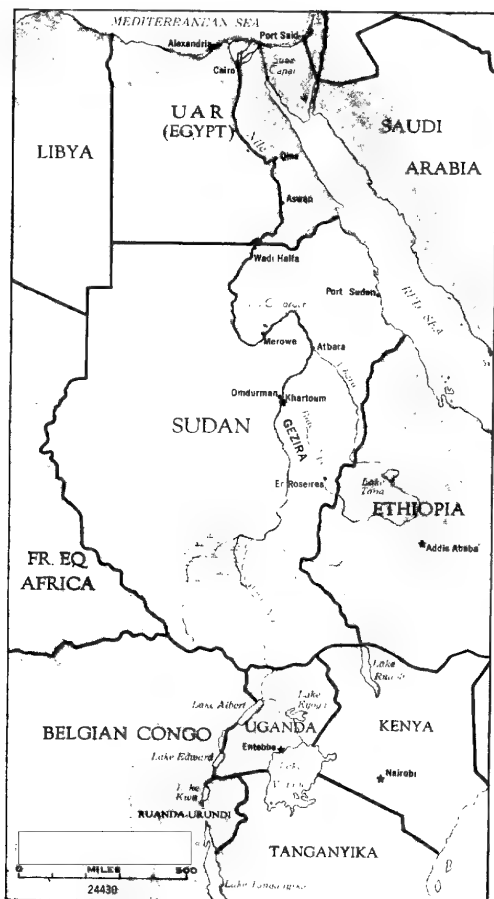 MEDITERRANEAN SEA
Alexandria
Port Said
Cairo
Suez
Canal
UAR
(EGYPT)
SAUDI
ARABIA
LIBYA
Nile
Qina
Aswan
Wadi Halfa
Port Sudan
RED SEA
Merowe
Atbara
Omdurman
Khartoum
SUDAN
GEZIRA
Er Roseires
Lake
Tana
ETHIOPIA
Addis Ababa
FR. EQ.
AFRICA
Lake
Rudolf
Lake Albert
Lake
Kyoga
BELGIAN CONGO
UGANDA
KENYA
Entebbe
Lake Edward
Lake
Nairobi
Lake
RUANDA-URUNDI
TANGANYIKA
0 MILES 500
24430
Lake Tanganyika